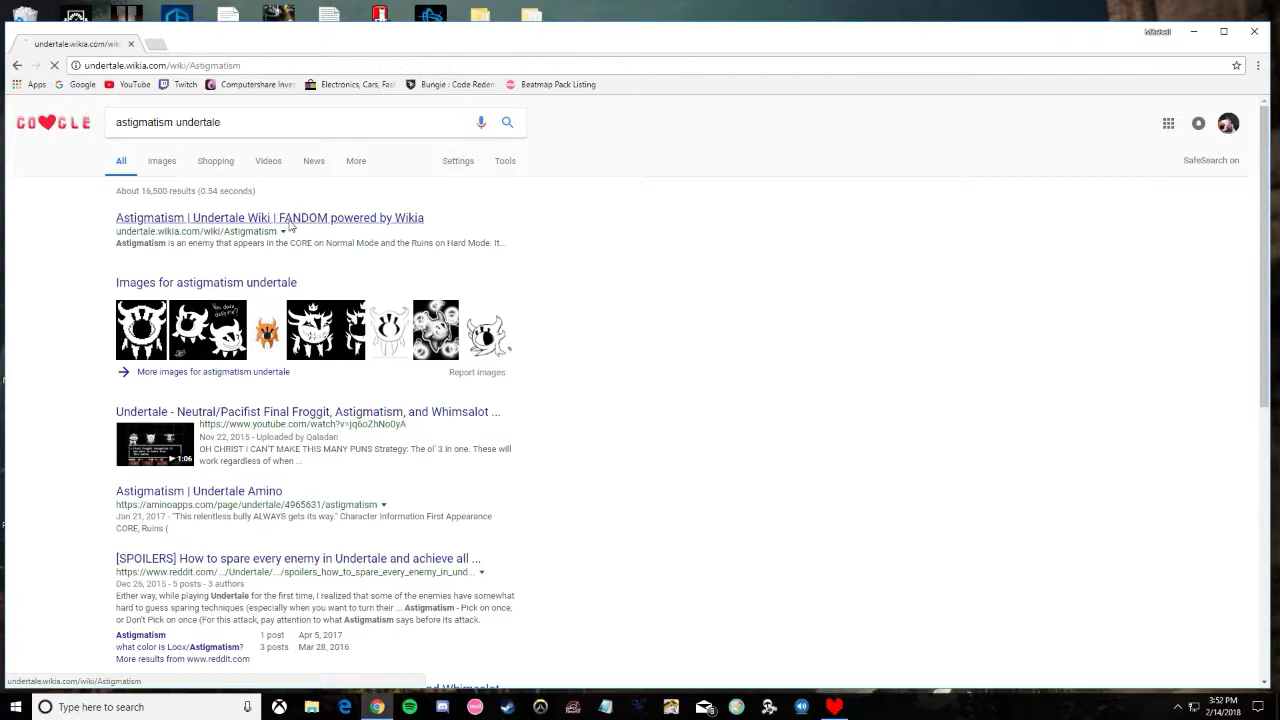 Mitchell
undertale.wikia.com/wik
undertale.wikia.com/wiki/Astigmatism
Apps Google YouTube Twitch Computershare Inves Electronics, Cars, Fash Bungie : Code Redem Beatmap Pack Listing
GO GLE
astigmatism undertale
All Images Shopping Videos News More Settings Tools
SafeSearch on
About 16,500 results (0.54 seconds)
Astigmatism | Undertale Wiki | FANDOM powered by Wikia
undertale.wikia.com/wiki/Astigmatism
Astigmatism is an enemy that appears in the CORE on Normal Mode and the Ruins on Hard Mode. It...
Images for astigmatism undertale
More images for astigmatism undertale
Report images
Undertale - Neutral/Pacifist Final Froggit, Astigmatism, and Whimsalot ...
https://www.youtube.com/watch?v=jq6oZhNo0yA
Nov 22, 2015 - Uploaded by Qaladan
OH CHRIST I CAN'T MAKE THIS MANY PUNS Strategy: The ol' 3 in one. These will
work regardless of when ...
1:06
Astigmatism | Undertale Amino
https://aminoapps.com/page/undertale/4965631/astigmatism
Jan 21, 2017 - "This relentless bully ALWAYS gets its way." Character Information First Appearance
CORE, Ruins (
[SPOILERS] How to spare every enemy in Undertale and achieve all ...
https://www.reddit.com/.../Undertale/.../spoilers_how_to_spare_every_enemy_in_und...
Dec 26, 2015 - 5 posts - 3 authors
Either way, while playing Undertale for the first time, I realized that some of the enemies have somewhat
hard to guess sparing techniques (especially when you want to turn their ... Astigmatism - Pick on once,
or Don't Pick on once (For this attack, pay attention to what Astigmatism says before its attack.
Astigmatism 1 post Apr 5, 2017
what color is Loox/Astigmatism? 3 posts Mar 28, 2016
More results from www.reddit.com
undertale.wikia.com/wiki/Astigmatism
nd Whimsalot
Type here to search
3:52 PM
2/14/2018